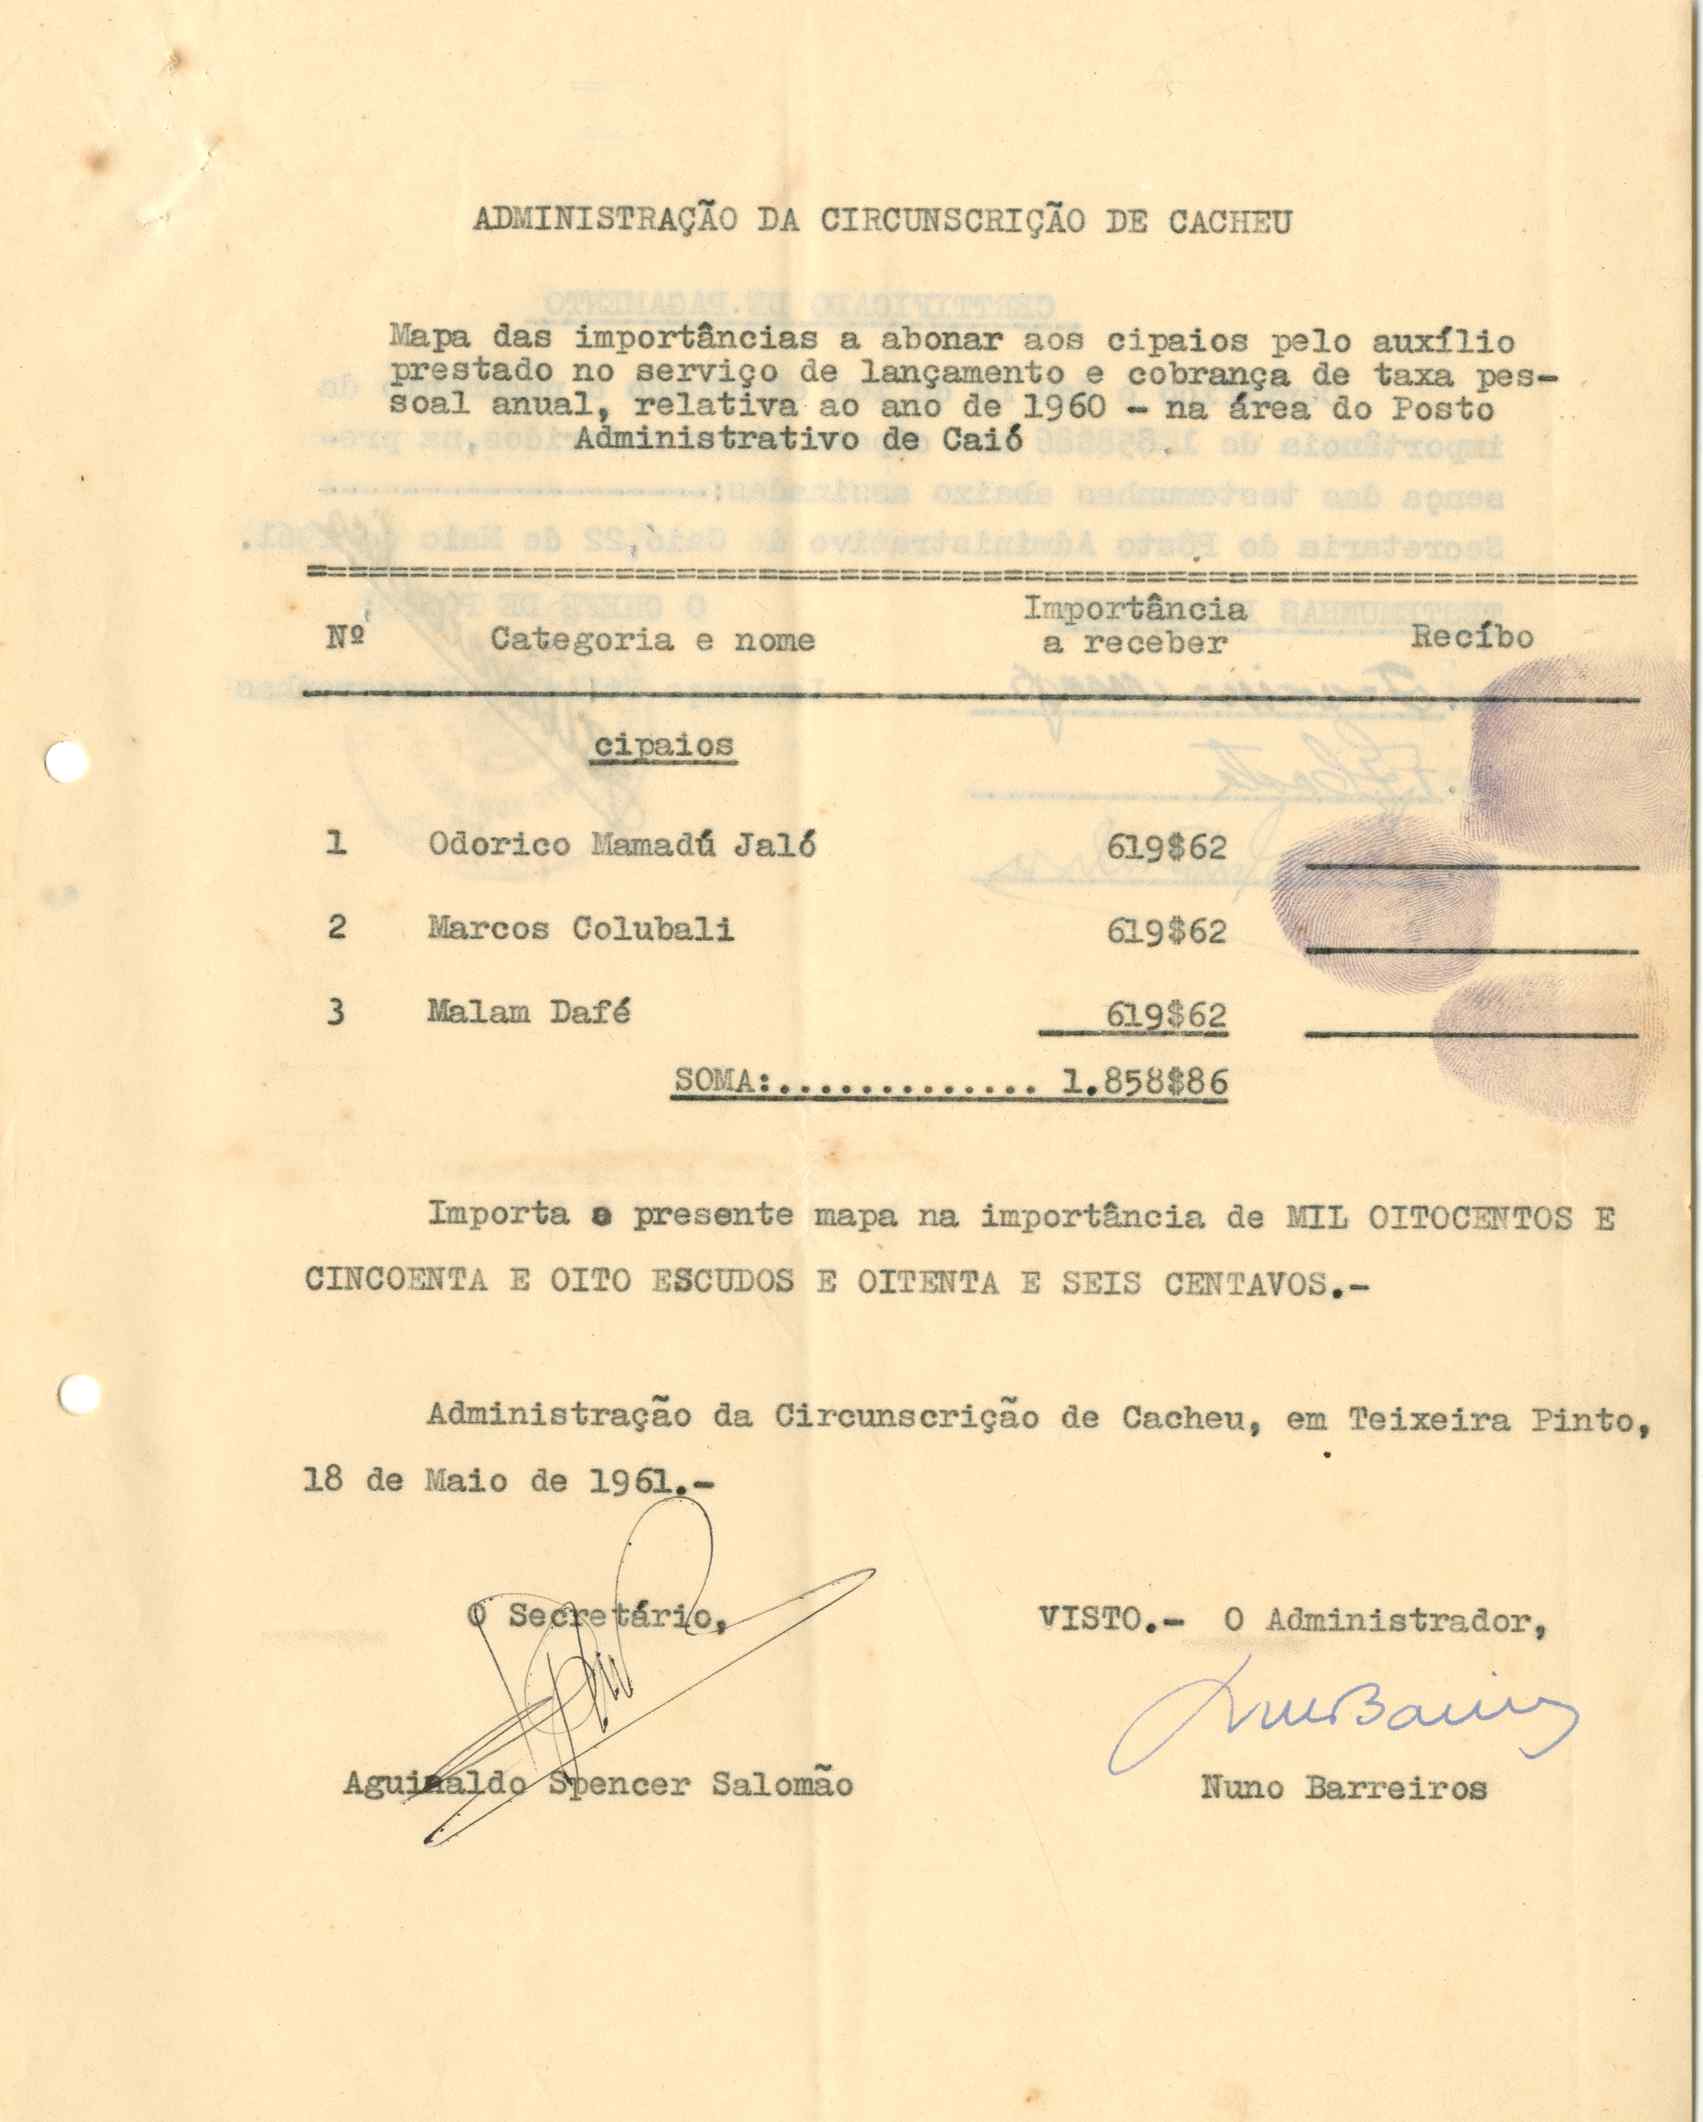 ADMINISTRAÇÃO DA CIRCUNSCRIÇÃO DE CACHEU
Mapa das importâncias a abonar aos cipaios pelo auxílio
prestado no serviço de lançamento e cobrança de taxa pes-
soal anual, relativa ao ano de 1960 - na área do Posto
Administrativo de Caió
Nº Categoria e nome Importância a receber Recíbo
cipaios
1 Odorico Mamadú Jaló 619$62
2 Marcos Colubali 619$62
3 Malam Dafé 619$62
SOMA:............. 1.858$86
Importa o presente mapa na importância de MIL OITOCENTOS E
CINCOENTA E OITO ESCUDOS E OITENTA E SEIS CENTAVOS.-
Administração da Circunscrição de Cacheu, em Teixeira Pinto,
18 de Maio de 1961.-
O Secretário, VISTO.- O Administrador,
Aguinaldo Spencer Salomão Nuno Barreiros